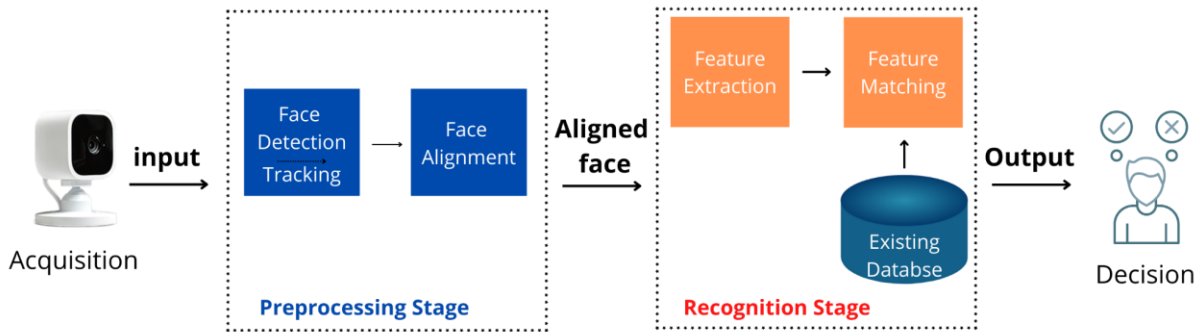 Acquisition
input
Face
Detection
Tracking
Face
Alignment
Preprocessing Stage
Aligned
face
Feature
Extraction
Feature
Matching
Existing
Databse
Recognition Stage
Output
Decision